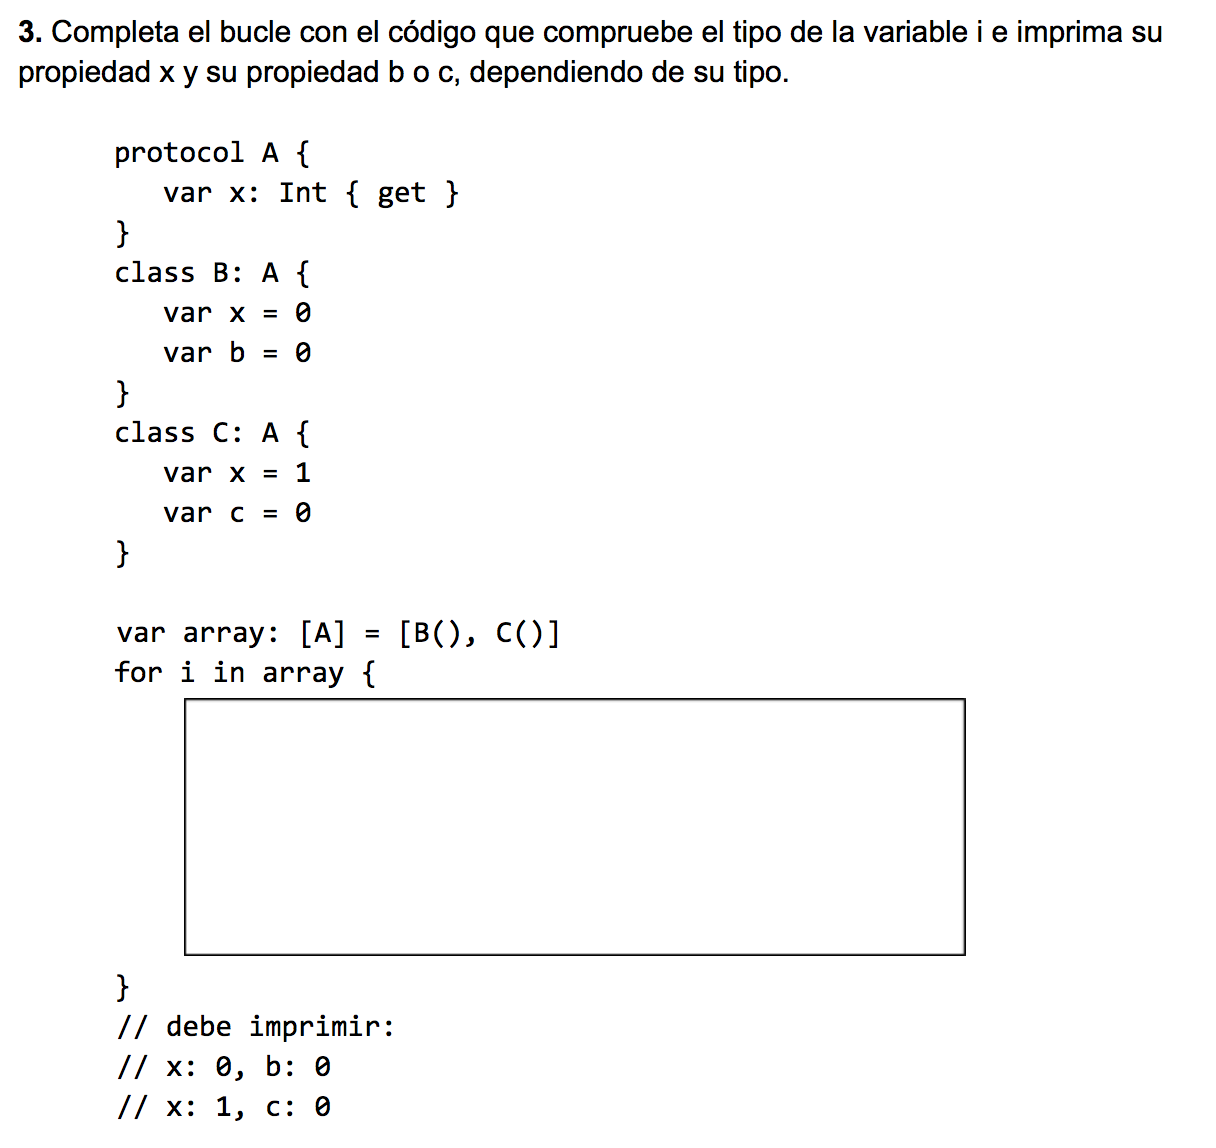 3. Completa el bucle con el código que compruebe el tipo de la variable i e imprima su
propiedad x y su propiedad b o c, dependiendo de su tipo.
protocol A {
   var x: Int { get }
}
class B: A {
   var x = 0
   var b = 0
}
class C: A {
   var x = 1
   var c = 0
}
var array: [A] = [B(), C()]
for i in array {
}
// debe imprimir:
// x: 0, b: 0
// x: 1, c: 0